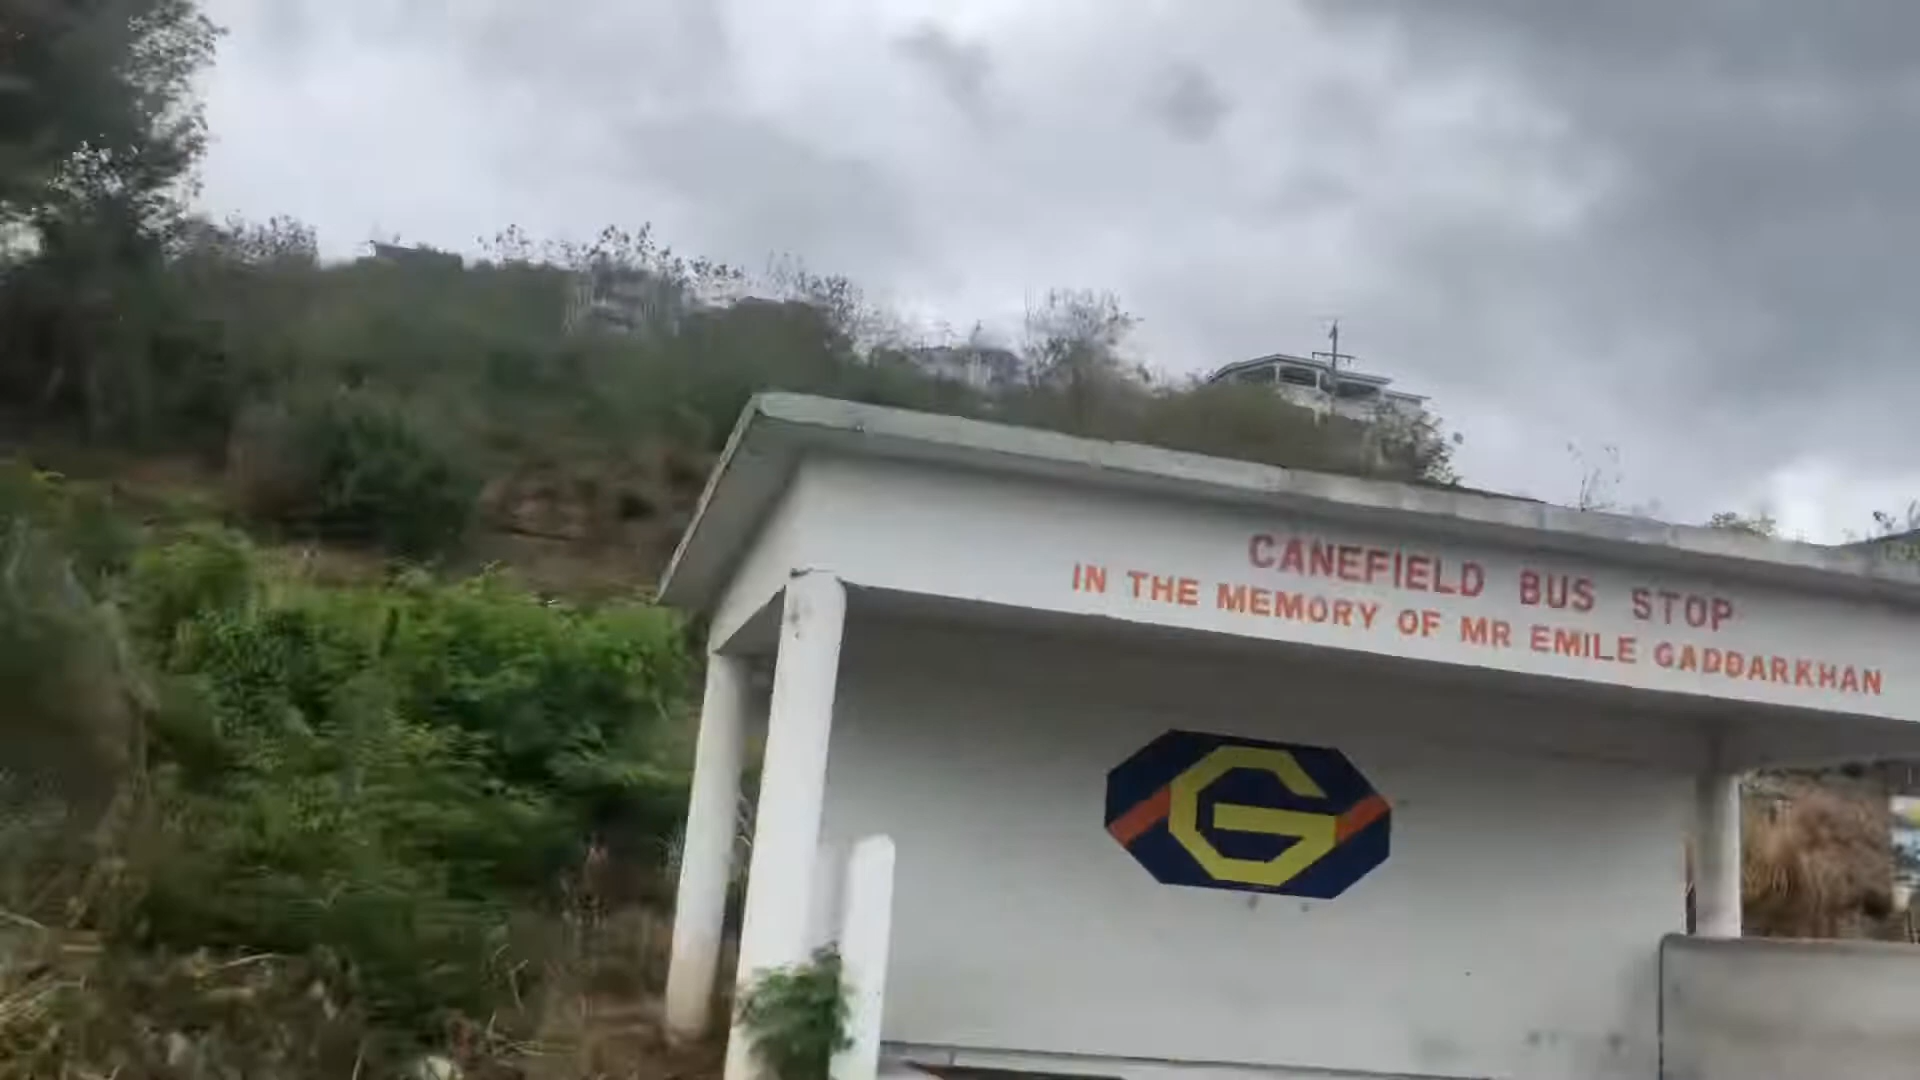 CANEFIELD BUS STOP
IN THE MEMORY OF MR EMILE GADDARKHAN
G